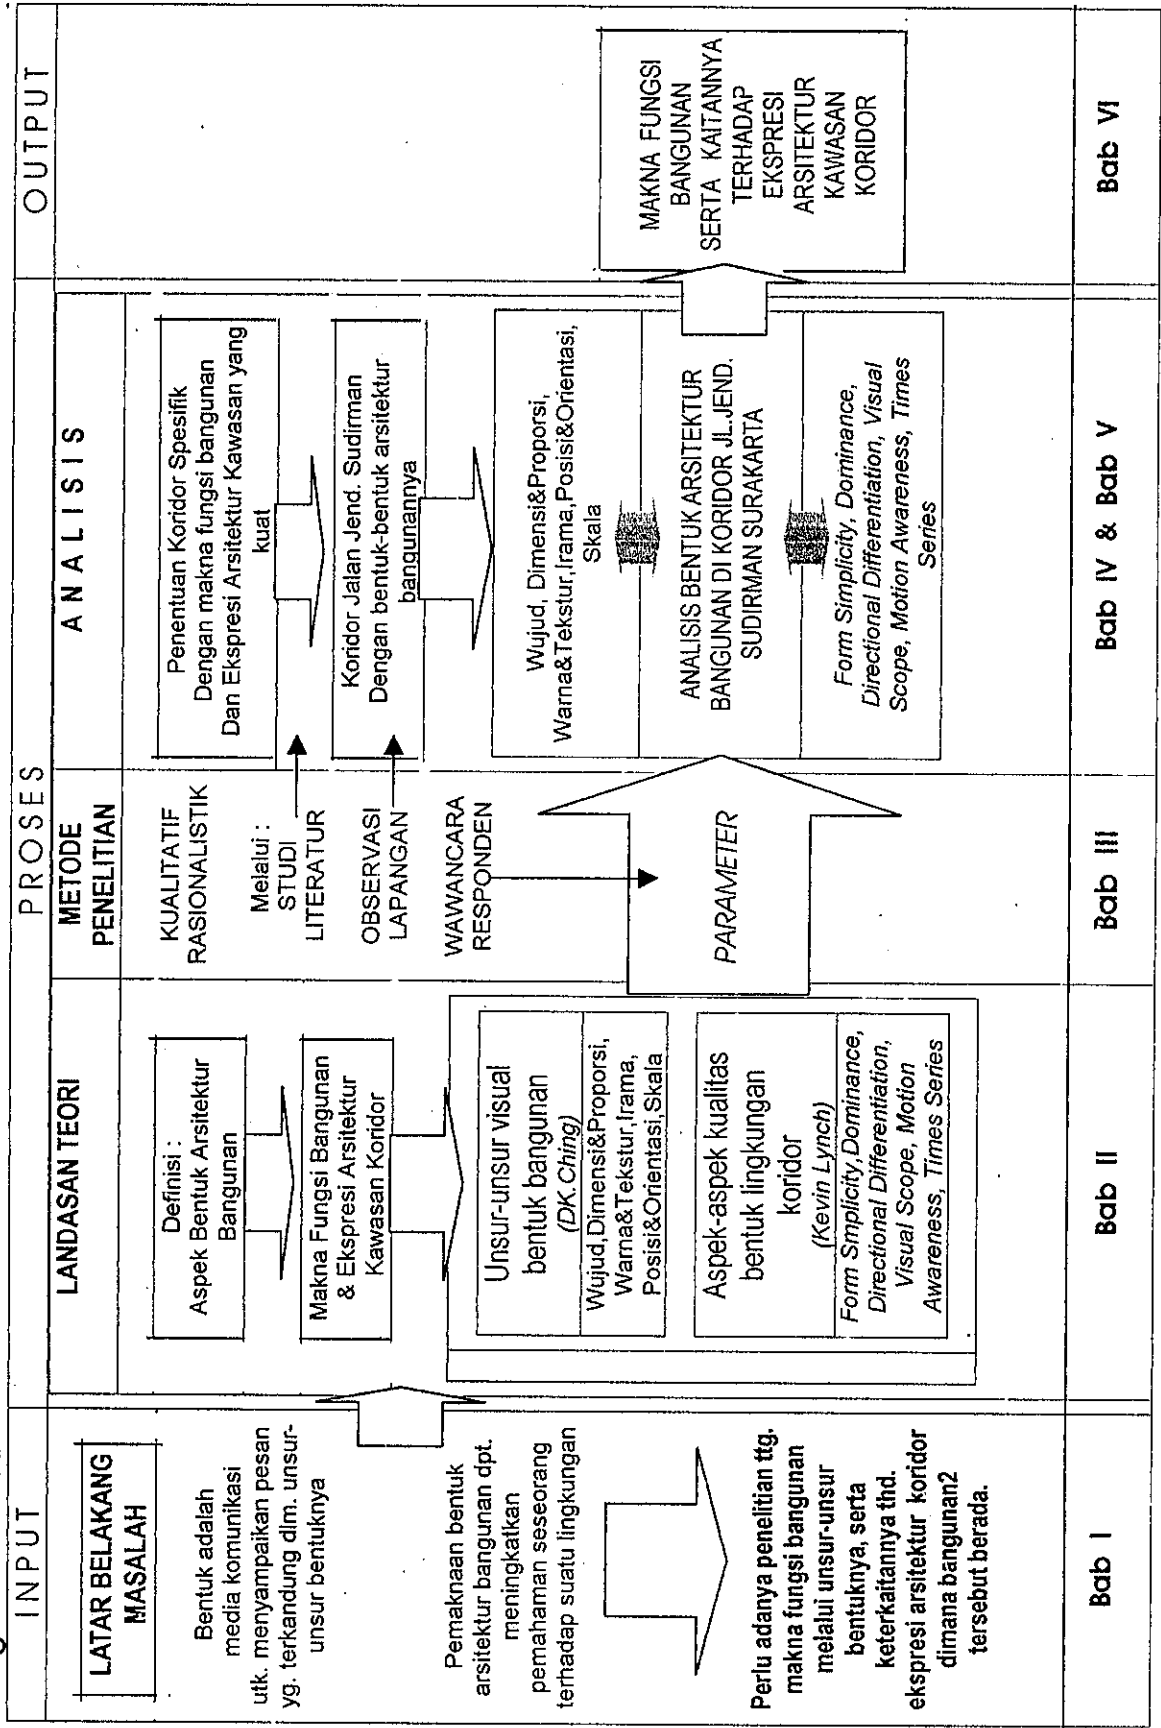 INPUT
LATAR BELAKANG
MASALAH
Bentuk adalah
media komunikasi
utk. menyampaikan pesan
yg. terkandung dlm. unsur-
unsur bentuknya
Pemaknaan bentuk
arsitektur bangunan dpt.
meningkatkan
pemahaman seseorang
terhadap suatu lingkungan
Perlu adanya penelitian ttg.
makna fungsi bangunan
melalui unsur-unsur
bentuknya, serta
keterkaitannya thd.
ekspresi arsitektur koridor
dimana bangunan2
tersebut berada.
Bab I
PROSES
LANDASAN TEORI
Definisi :
Aspek Bentuk Arsitektur
Bangunan
Makna Fungsi Bangunan
& Ekspresi Arsitektur
Kawasan Koridor
Unsur-unsur visual
bentuk bangunan
(DK.Ching)
Wujud,Dimensi&Proporsi,
Warna&Tekstur,Irama,
Posisi&Orientasi,Skala
Aspek-aspek kualitas
bentuk lingkungan
koridor
(Kevin Lynch)
Form Smplicity,Dominance,
Directional Differentiation,
Visual Scope, Motion
Awareness, Times Series
Bab II
METODE
PENELITIAN
KUALITATIF
RASIONALISTIK
Melalui :
STUDI
LITERATUR
OBSERVASI
LAPANGAN
WAWANCARA
RESPONDEN
PARAMETER
Bab III
ANALISIS
Penentuan Koridor Spesifik
Dengan makna fungsi bangunan
Dan Ekspresi Arsitektur Kawasan yang
kuat
Koridor Jalan Jend. Sudirman
Dengan bentuk-bentuk arsitektur
bangunannya
Wujud, Dimensi&Proporsi,
Warna&Tekstur,Irama,Posisi&Orientasi,
Skala
ANALISIS BENTUK ARSITEKTUR
BANGUNAN DI KORIDOR JL.JEND.
SUDIRMAN SURAKARTA
Form Simplicity, Dominance,
Directional Differentiation, Visual
Scope, Motion Awareness, Times
Series
Bab IV & Bab V
OUTPUT
MAKNA FUNGSI
BANGUNAN
SERTA KAITANNYA
TERHADAP
EKSPRESI
ARSITEKTUR
KAWASAN
KORIDOR
Bab VI